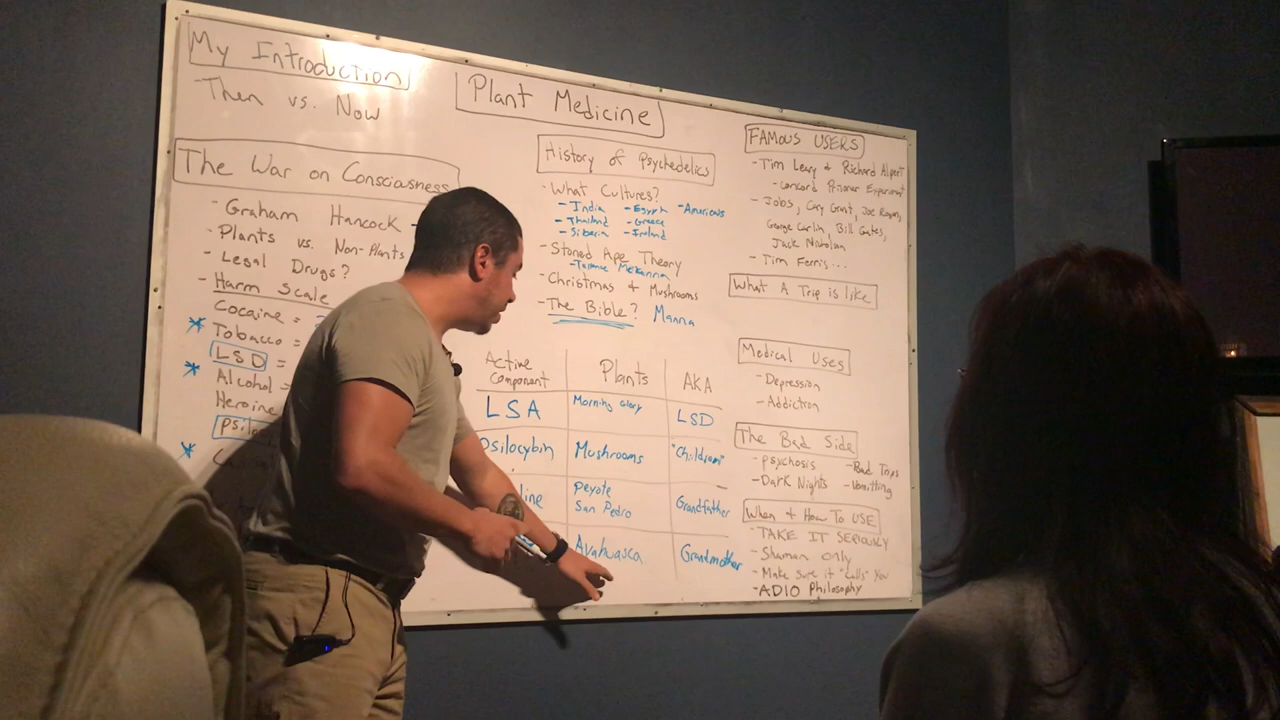 My Introduction
- Then vs. Now
The War on Consciousness
- Graham Hancock -
- Plants vs. Non-Plants
- Legal Drugs?
- Harm Scale
Cocaine =
* Tobacco =
LSD =
* Alcohol =
Heroine
psilo
*
Plant Medicine
History of Psychedelics
- What Cultures?
- India - Egypt - Americas
- Thailand - Greece
- Siberia - Ireland
- Stoned Ape Theory
- Terance McKenna
- Christmas & Mushrooms
- The Bible? Manna
Active Component Plants AKA
LSA Morning Glory LSD
psilocybin Mushrooms "Children"
line Peyote San Pedro Grandfather
Ayahuasca Grandmother
FAMOUS USERS
- Tim Leary & Richard Alpert
- Concord Prisoner Experiment
- Jobs, Cary Grant, Joe Rogan,
George Carlin, Bill Gates,
Jack Nicholson
- Tim Ferris...
What A Trip is like
Medical Uses
- Depression
- Addiction
The Bad Side
- psychosis - Bad Trips
- Dark Nights - Vomitting
When & How To USE
- TAKE IT SERIOUSLY
- Shaman only
- Make sure it "calls" you
- ADIO Philosophy